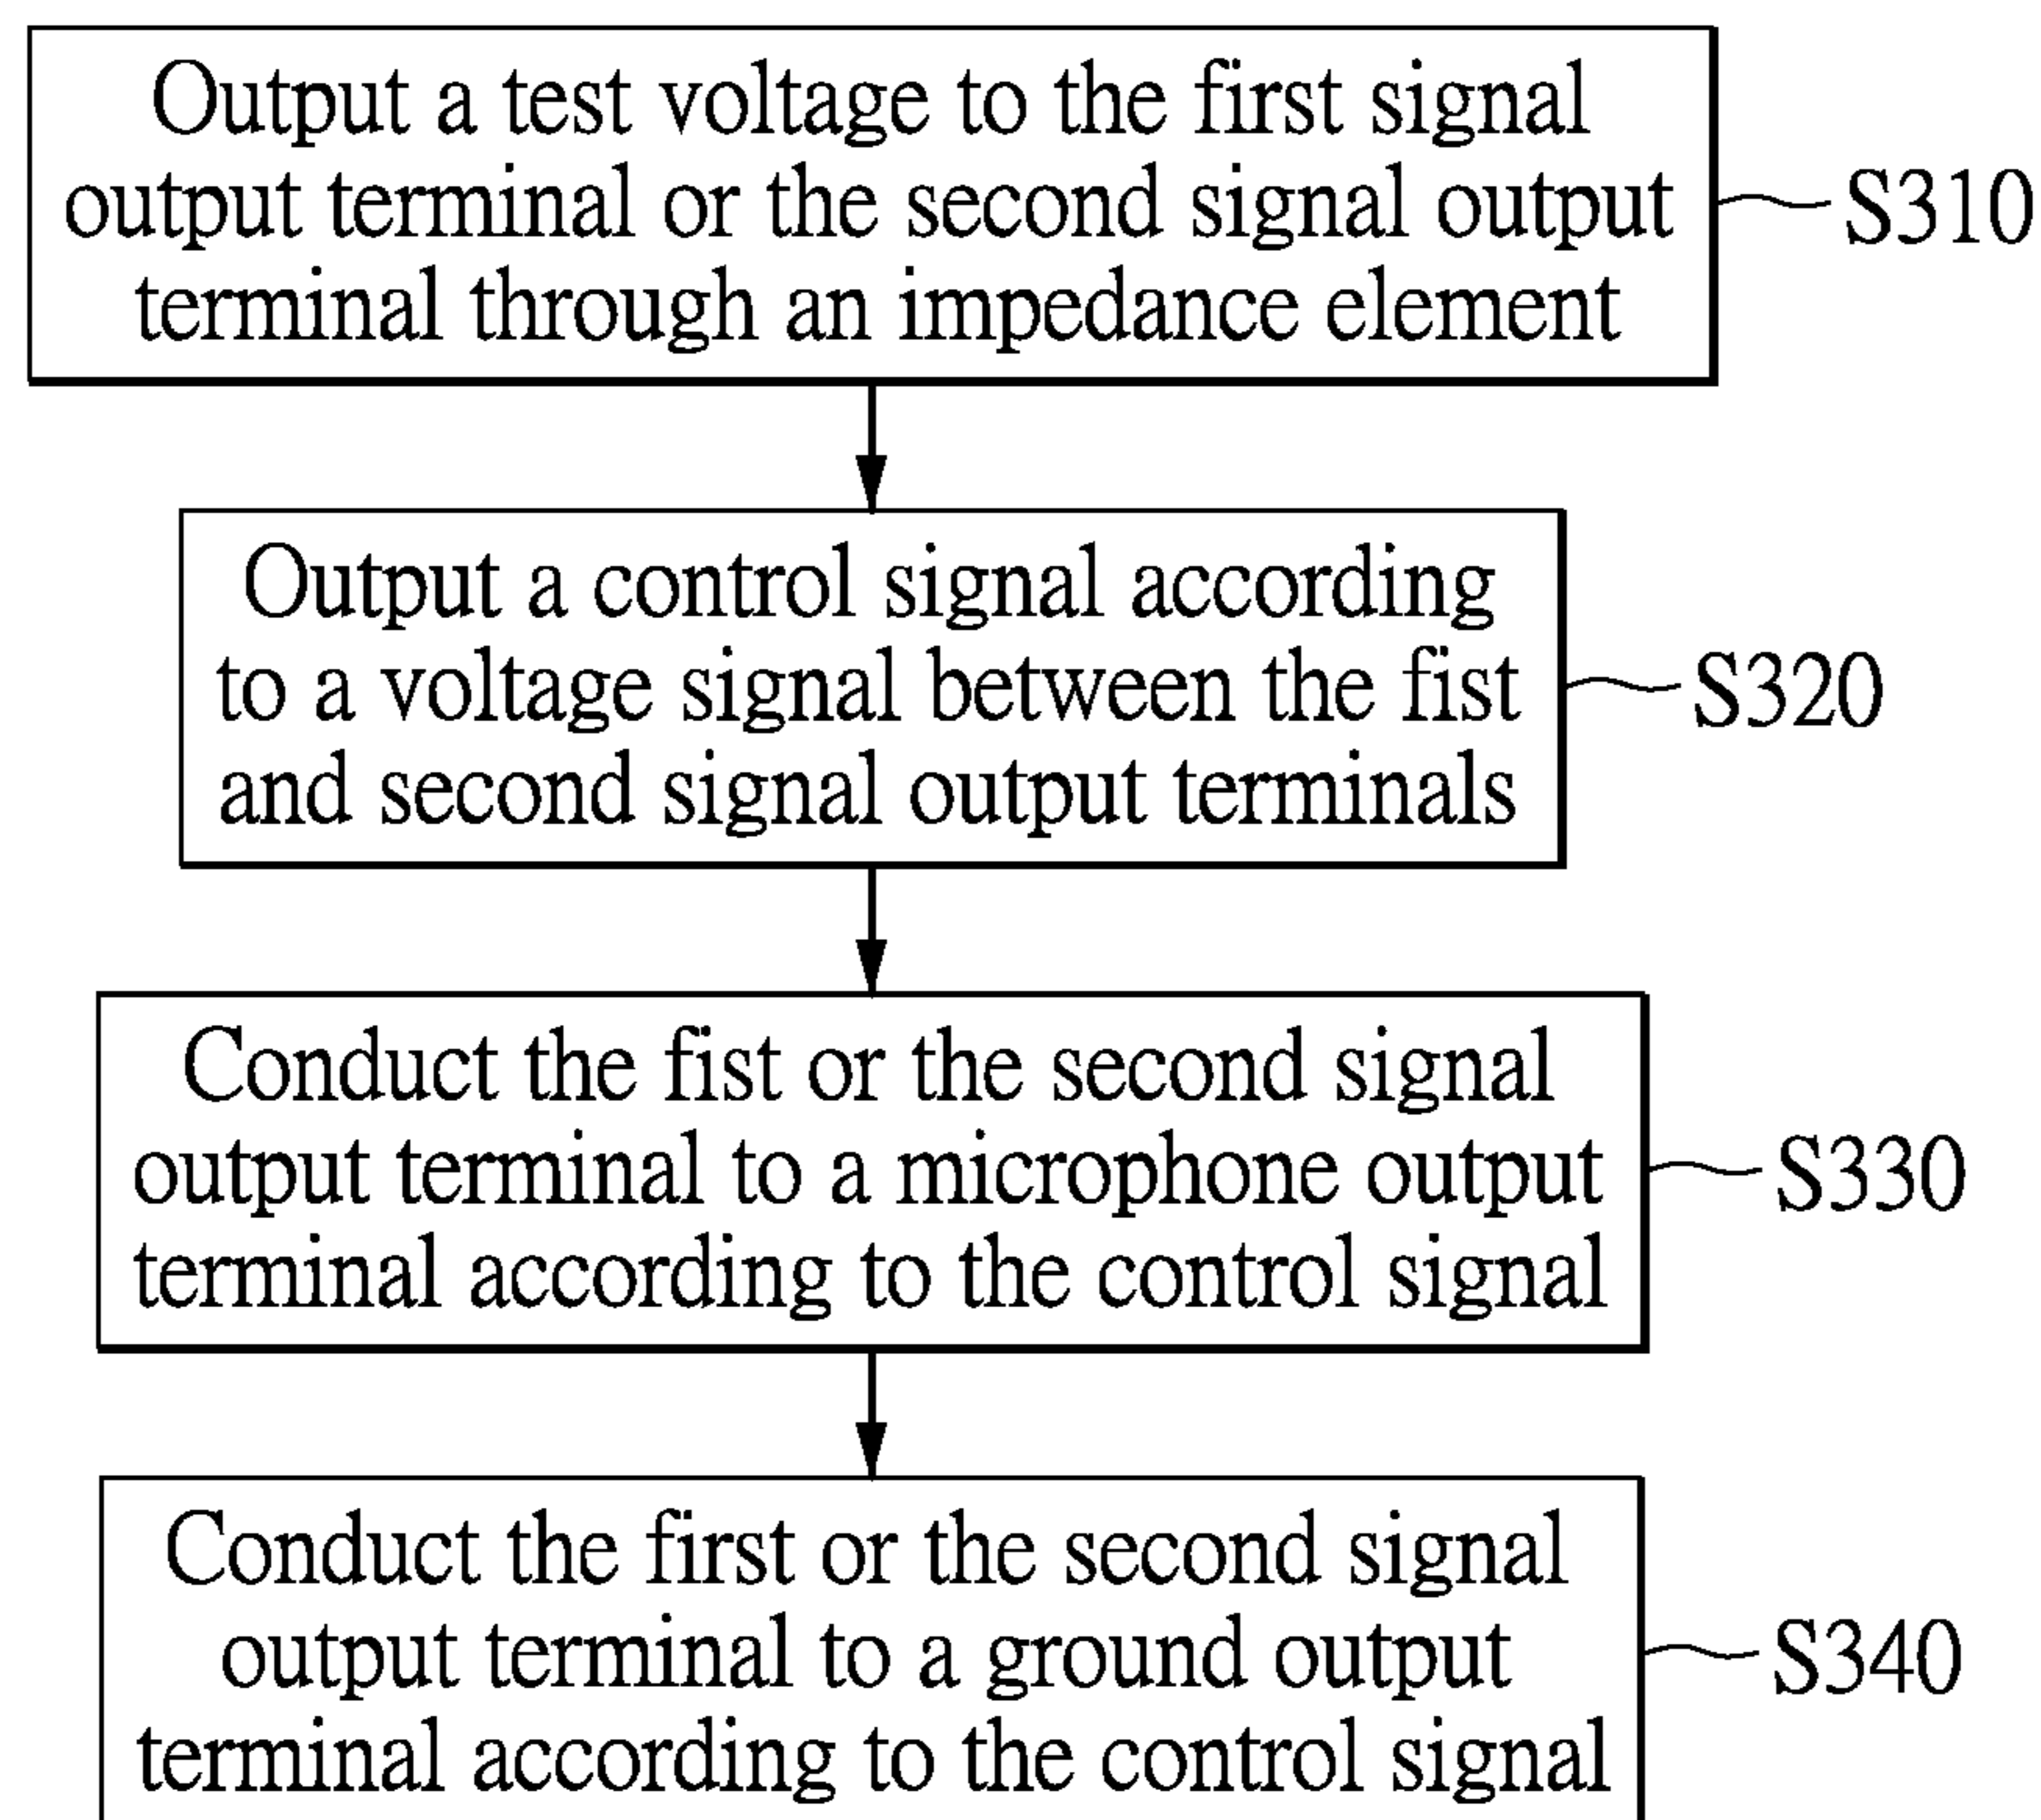 Output a test voltage to the first signal
output terminal or the second signal output
terminal through an impedance element
S310
Output a control signal according
to a voltage signal between the fist
and second signal output terminals
S320
Conduct the fist or the second signal
output terminal to a microphone output
terminal according to the control signal
S330
Conduct the first or the second signal
output terminal to a ground output
terminal according to the control signal
S340